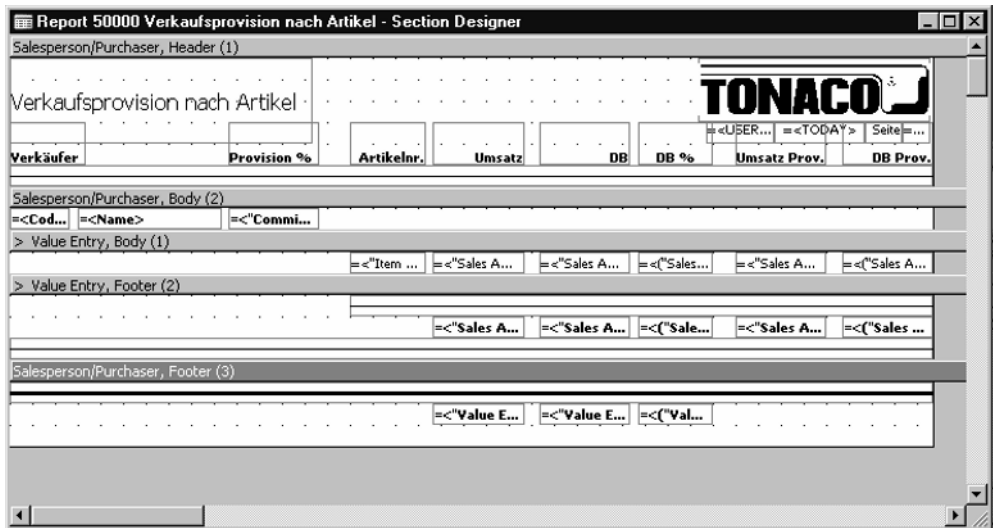 Report 50000 Verkaufsprovision nach Artikel - Section Designer
Salesperson/Purchaser, Header (1)
Verkaufsprovision nach Artikel
TONACO
=<USER... =<TODAY> Seite =...
Verkäufer Provision % Artikelnr. Umsatz DB DB % Umsatz Prov. DB Prov.
Salesperson/Purchaser, Body (2)
=<Cod... =<Name> =<"Commi...
> Value Entry, Body (1)
=<"Item ... =<"Sales A... =<"Sales A... =<("Sales... =<"Sales A... =<("Sales A...
> Value Entry, Footer (2)
=<"Sales A... =<"Sales A... =<("Sale... =<"Sales A... =<("Sales ...
Salesperson/Purchaser, Footer (3)
=<"Value E... =<"Value E... =<("Val...